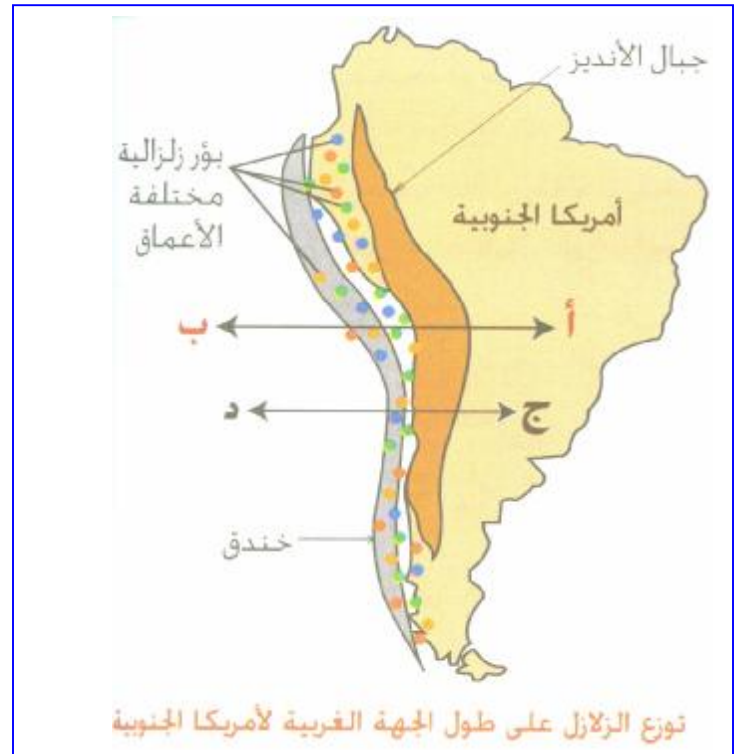 جبال الأنديز
بؤر زلزالية
مختلفة
الأعماق
أمريكا الجنوبية
أ
ب
ج
د
خندق
توزع الزلازل على طول الجهة الغربية لأمريكا الجنوبية